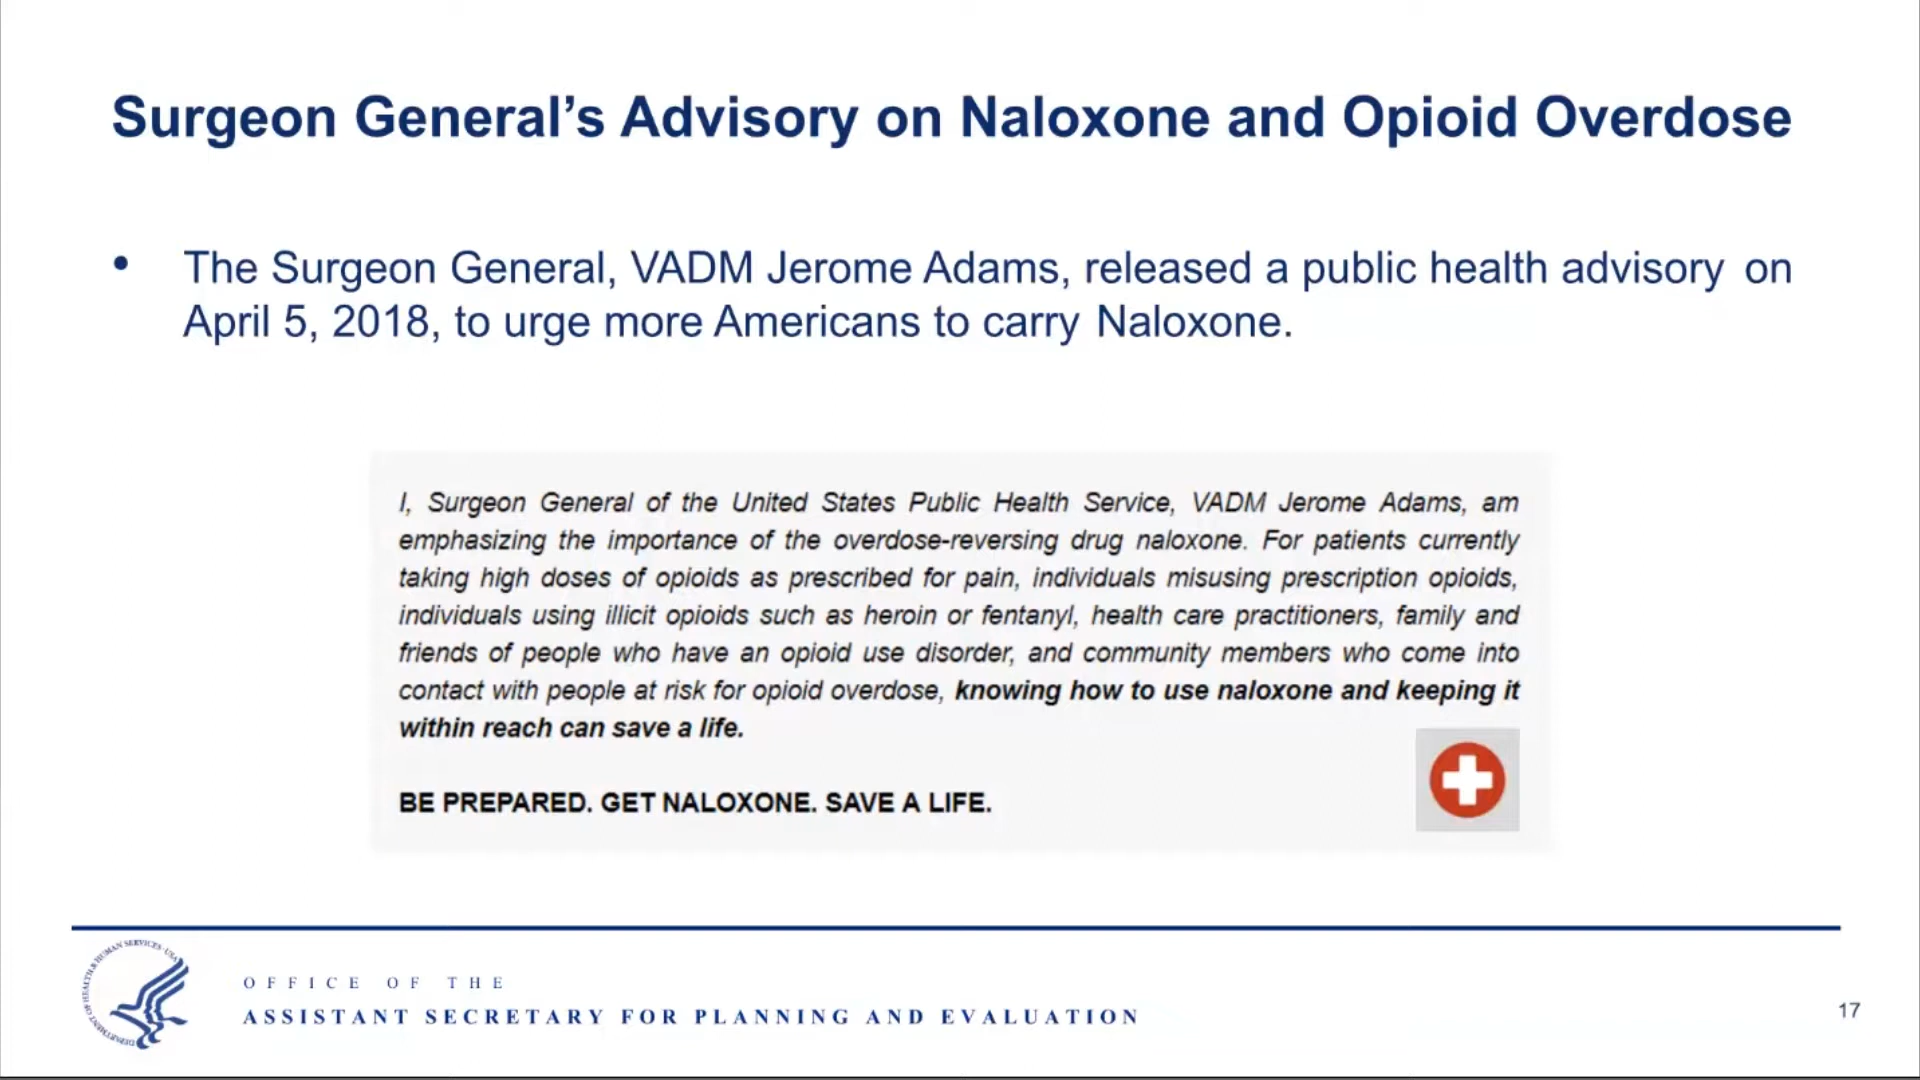 Surgeon General’s Advisory on Naloxone and Opioid Overdose
• The Surgeon General, VADM Jerome Adams, released a public health advisory on
April 5, 2018, to urge more Americans to carry Naloxone.
I, Surgeon General of the United States Public Health Service, VADM Jerome Adams, am
emphasizing the importance of the overdose-reversing drug naloxone. For patients currently
taking high doses of opioids as prescribed for pain, individuals misusing prescription opioids,
individuals using illicit opioids such as heroin or fentanyl, health care practitioners, family and
friends of people who have an opioid use disorder, and community members who come into
contact with people at risk for opioid overdose, knowing how to use naloxone and keeping it
within reach can save a life.
BE PREPARED. GET NALOXONE. SAVE A LIFE.
DEPARTMENT OF HEALTH & HUMAN SERVICES · USA
OFFICE OF THE
ASSISTANT SECRETARY FOR PLANNING AND EVALUATION
17